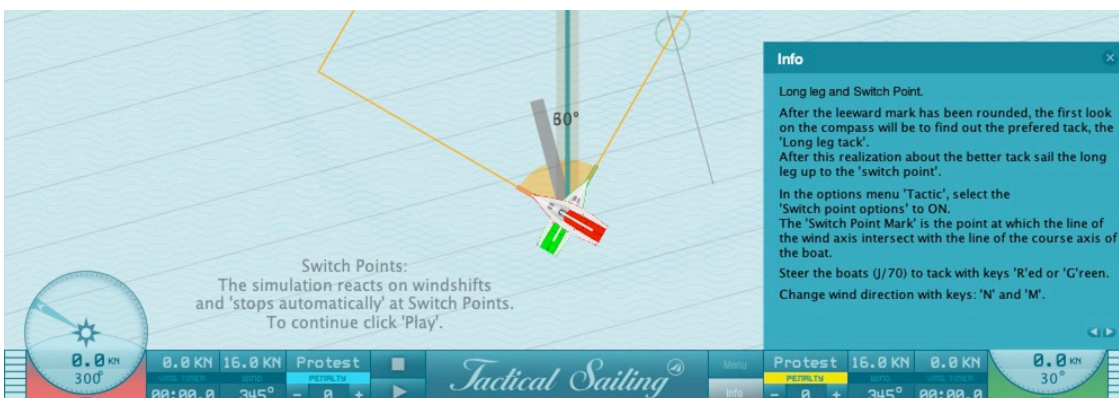 60°
Info
Long leg and Switch Point.
After the leeward mark has been rounded, the first look
on the compass will be to find out the prefered tack, the
'Long leg tack'.
After this realization about the better tack sail the long
leg up to the 'switch point'.
In the options menu 'Tactic', select the
'Switch point options' to ON.
The 'Switch Point Mark' is the point at which the line of
the wind axis intersect with the line of the course axis of
the boat.
Steer the boats (J/70) to tack with keys 'R'ed or 'G'reen.
Change wind direction with keys: 'N' and 'M'.
Switch Points:
The simulation reacts on windshifts
and 'stops automatically' at Switch Points.
To continue click 'Play'.
0.0 KN
300°
0.0 KN 16.0 KN Protest
VMG TIMER WIND PENALTY
00:00.0 345° - 0 +
Tactical Sailing
Menu
Info
Protest 16.0 KN 0.0 KN
PENALTY WIND VMG TIMER
- 0 + 345° 00:00.0
0.0 KN
30°